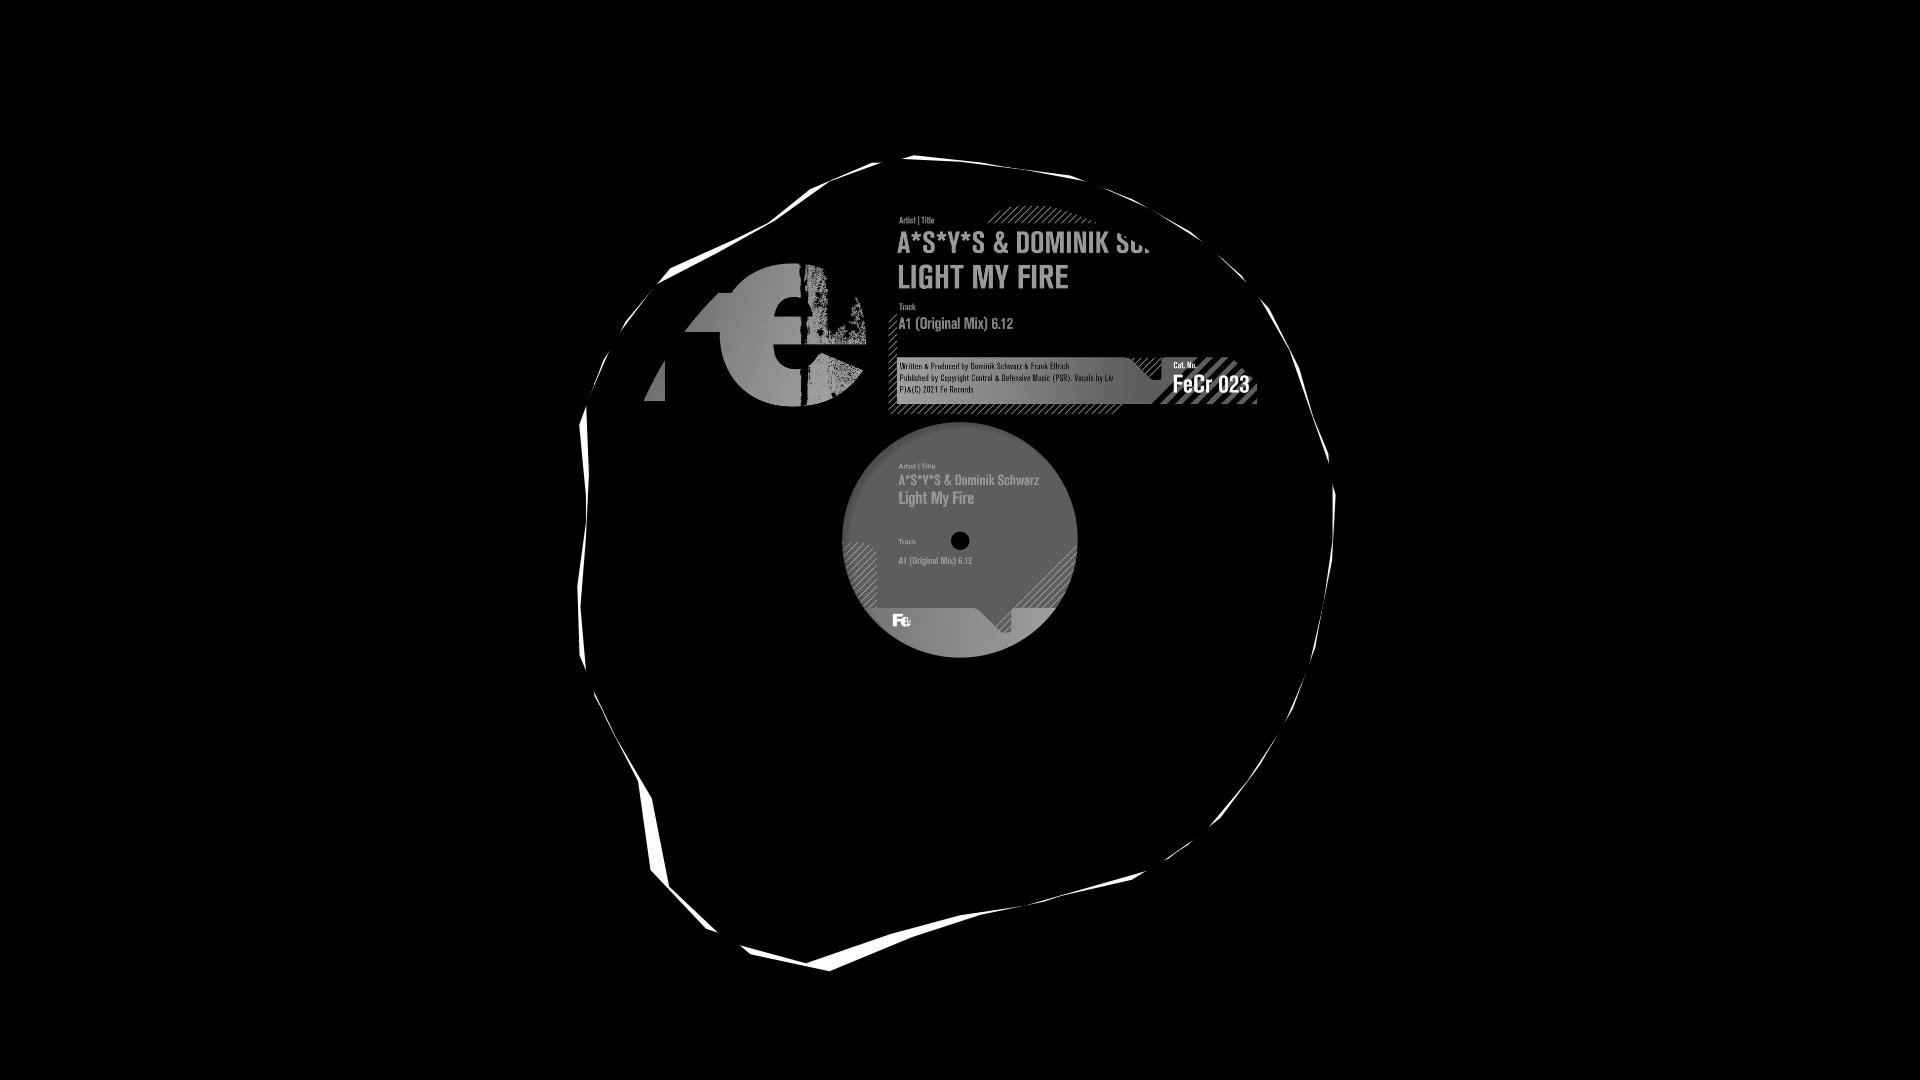 Artist | Title
A*S*Y*S & DOMINIK
LIGHT MY FIRE
Track
A1 (Original Mix) 6.12
Written & Produced by Dominik Schwarz & Frank Ellrich
Published by Copyright Control & Defensive Music (PSR). Vocals by Liv
P)&(C) 2021 Fe Records
Cat. No.
FeCr 023
Artist | Title
A*S*Y*S & Dominik Schwarz
Light My Fire
Track
A1 (Original Mix) 6.12
Fe